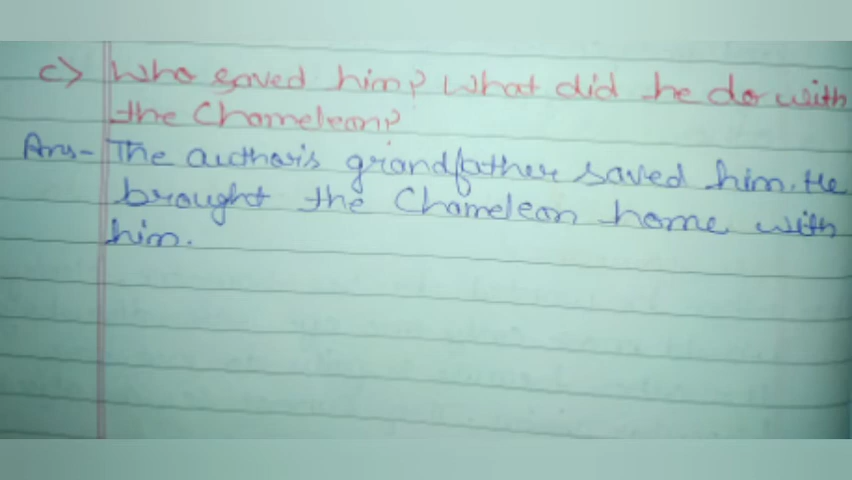 c) Who saved him? What did he do with
the Chameleon?
Ans- The author's grandfather saved him. He
brought the Chameleon home with
him.